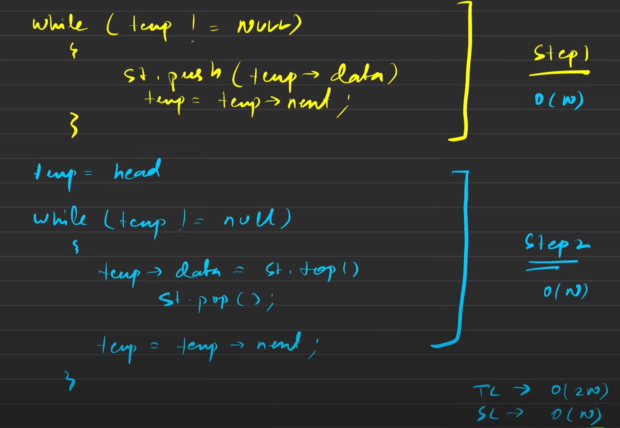 while ( temp ! = NULL)
{
st. push (temp → data)
temp = temp → next ;
}
Step 1
O(N)
temp = head
while (temp != null)
{
temp → data = st. top()
st. pop();
temp = temp → next ;
}
Step 2
O(N)
TC → O(2N)
SC → O(N)